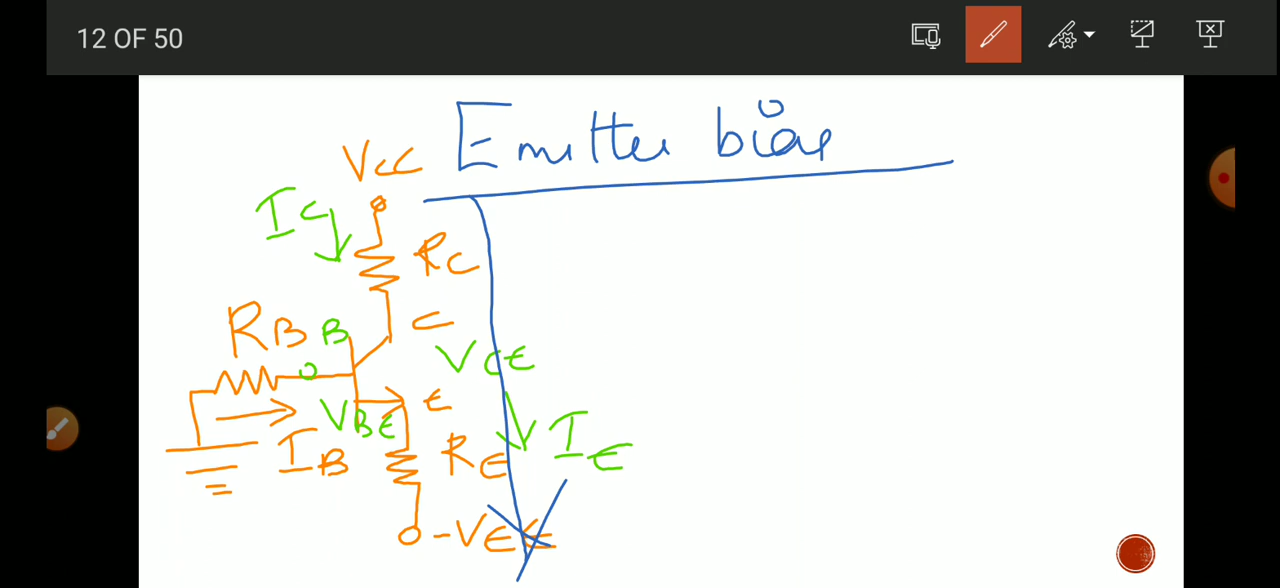 12 OF 50
Emitter bias
VCC
IC
RC
RB B C
VCE
VBE E
IB RE IE
-VEE